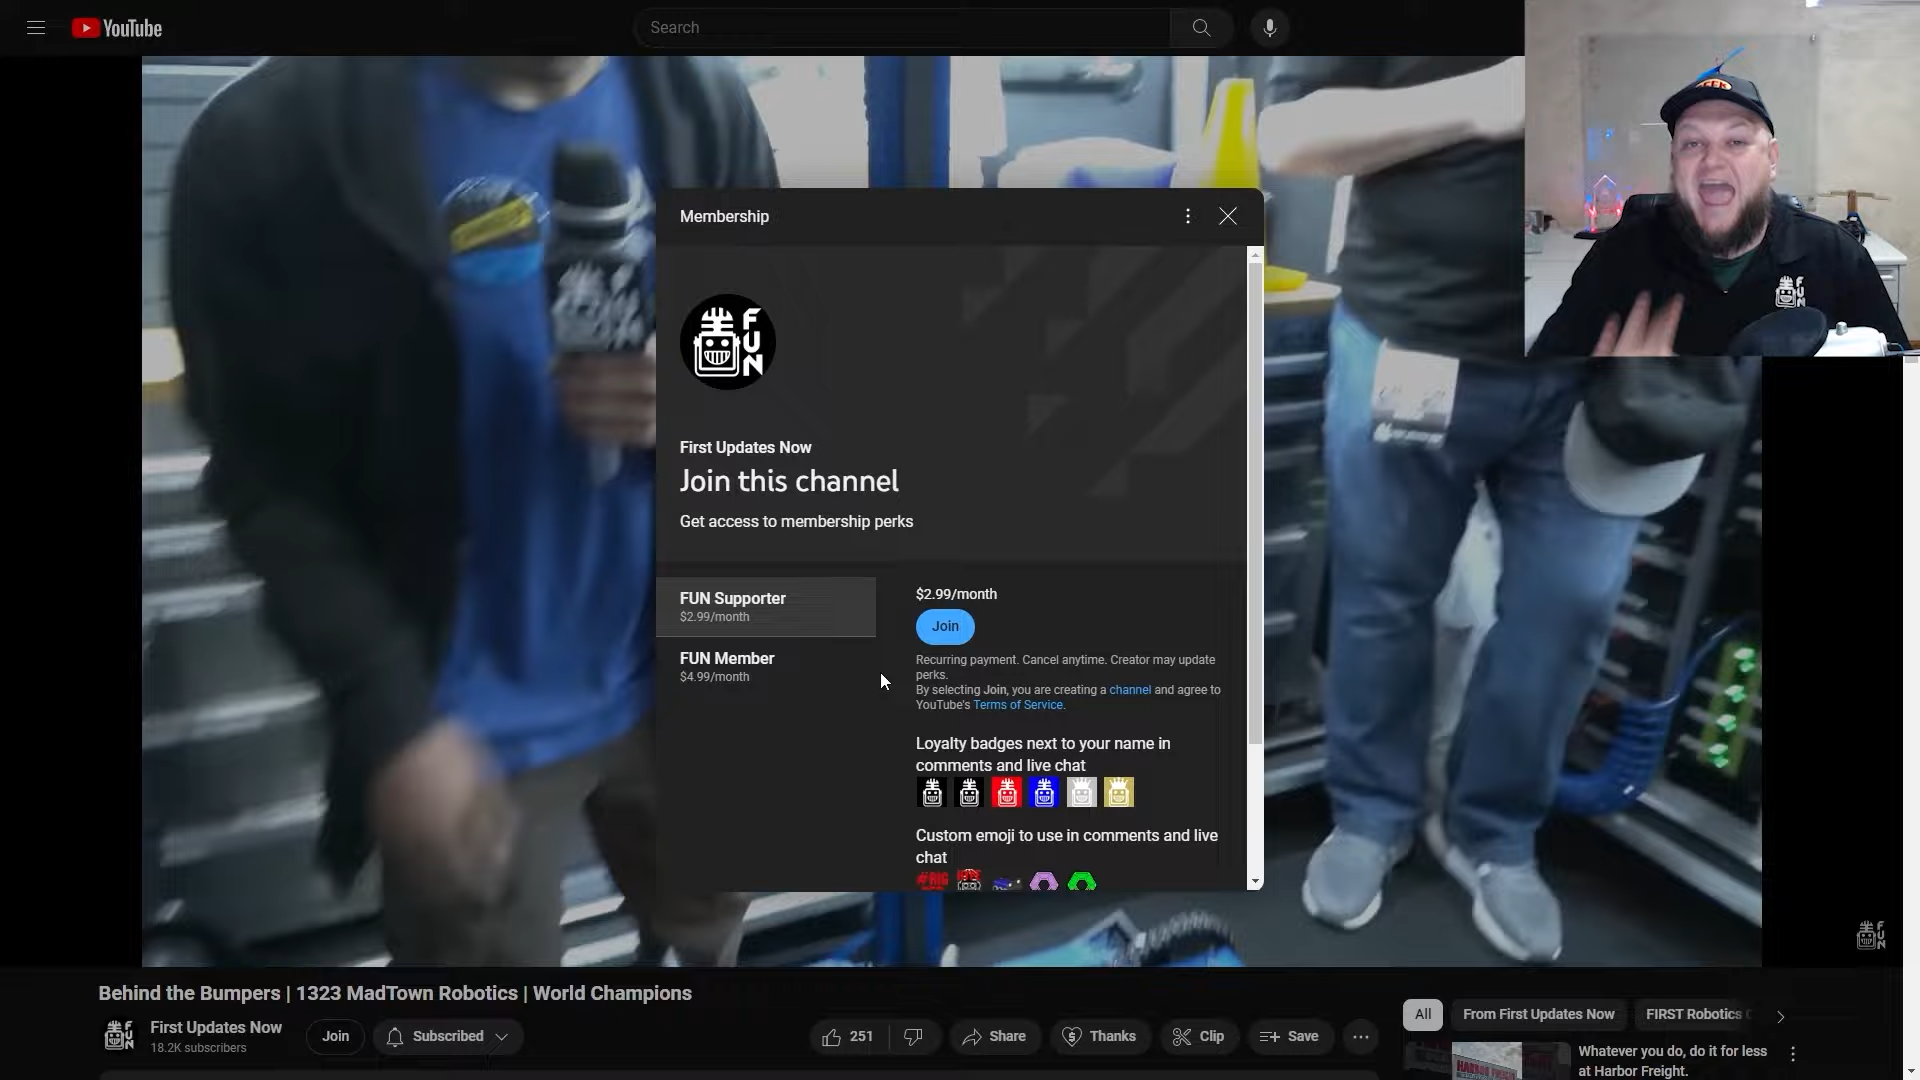 YouTube
Search
Membership
FUN
First Updates Now
Join this channel
Get access to membership perks
FUN Supporter
$2.99/month
FUN Member
$4.99/month
$2.99/month
Join
Recurring payment. Cancel anytime. Creator may update
perks.
By selecting Join, you are creating a channel and agree to
YouTube's Terms of Service.
Loyalty badges next to your name in
comments and live chat
Custom emoji to use in comments and live
chat
FUN
FUN
Behind the Bumpers | 1323 MadTown Robotics | World Champions
First Updates Now
18.2K subscribers
Join
Subscribed
251
Share
Thanks
Clip
Save
All
From First Updates Now
FIRST Robotics
Whatever you do, do it for less
at Harbor Freight.
HARBOR FREIGHT